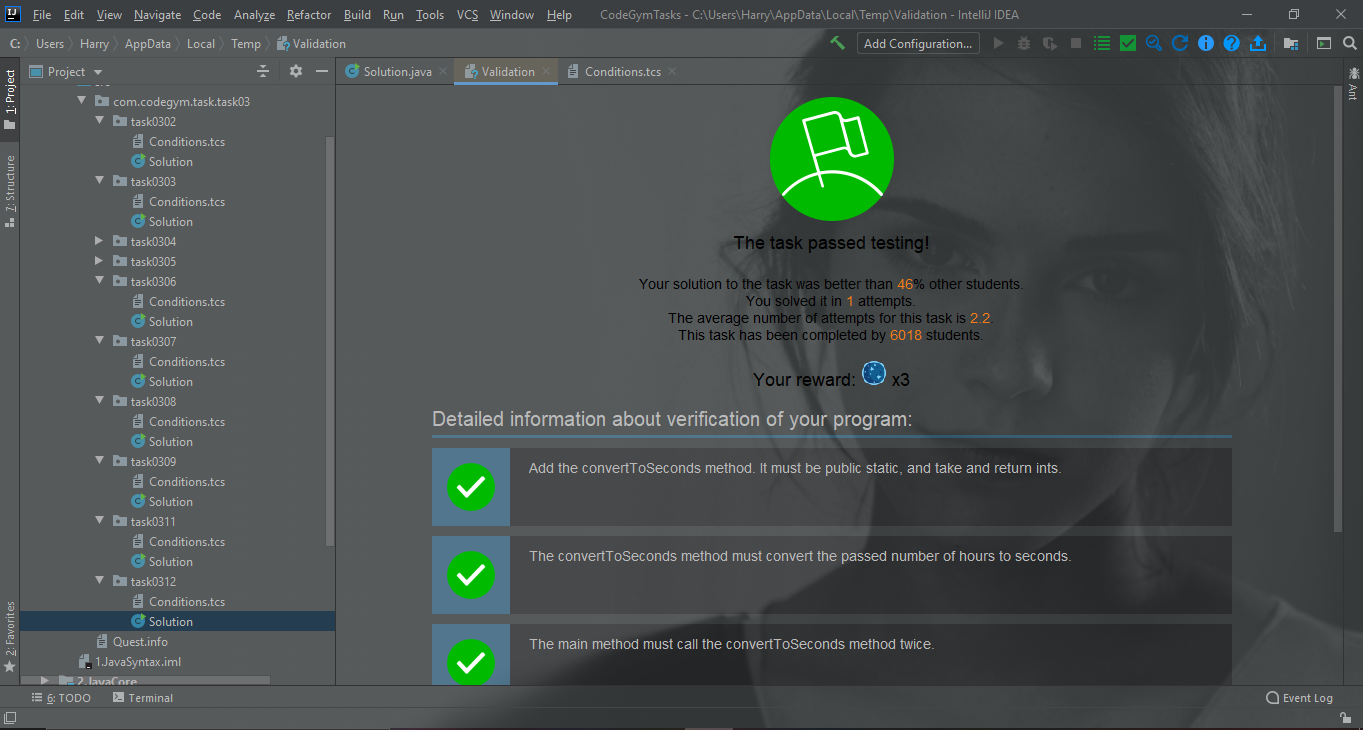 IJ File Edit View Navigate Code Analyze Refactor Build Run Tools VCS Window Help CodeGymTasks - C:\Users\Harry\AppData\Local\Temp\Validation - IntelliJ IDEA
C: Users Harry AppData Local Temp Validation Add Configuration...
1: Project
7: Structure
2: Favorites
Project
Solution.java Validation Conditions.tcs
Ant
src
com.codegym.task.task03
task0302
Conditions.tcs
Solution
task0303
Conditions.tcs
Solution
task0304
task0305
task0306
Conditions.tcs
Solution
task0307
Conditions.tcs
Solution
task0308
Conditions.tcs
Solution
task0309
Conditions.tcs
Solution
task0311
Conditions.tcs
Solution
task0312
Conditions.tcs
Solution
Quest.info
1.JavaSyntax.iml
2.JavaCore
The task passed testing!
Your solution to the task was better than 46% other students.
You solved it in 1 attempts.
The average number of attempts for this task is 2.2
This task has been completed by 6018 students.
Your reward: x3
Detailed information about verification of your program:
Add the convertToSeconds method. It must be public static, and take and return ints.
The convertToSeconds method must convert the passed number of hours to seconds.
The main method must call the convertToSeconds method twice.
6: TODO Terminal Event Log